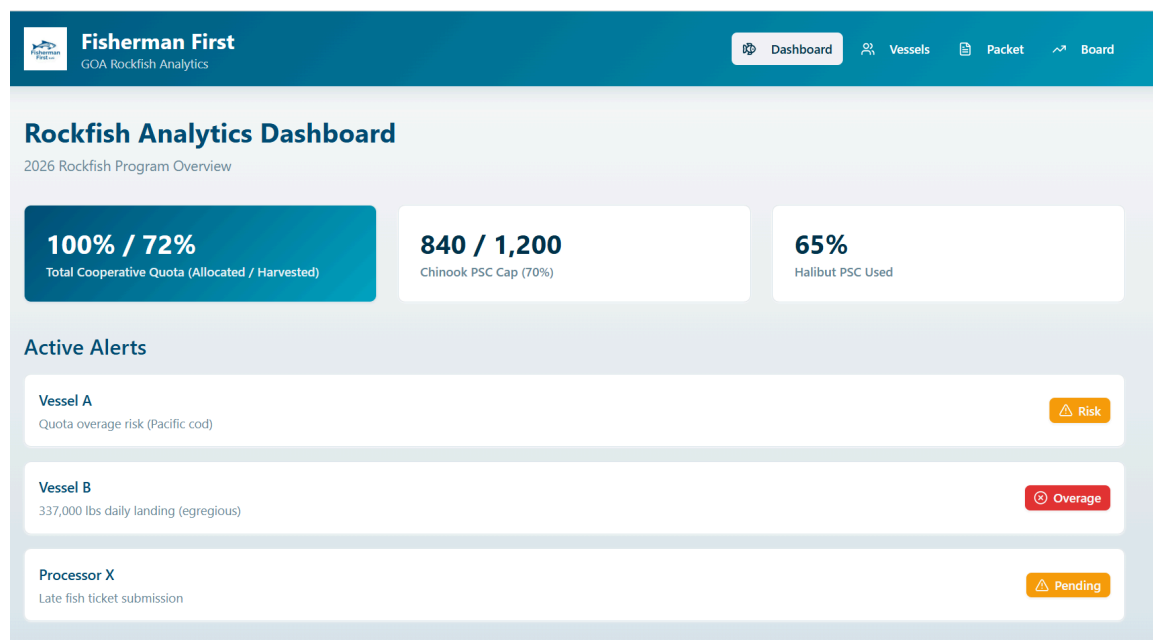 Fisherman First
Fisherman First
GOA Rockfish Analytics
Dashboard
Vessels
Packet
Board
Rockfish Analytics Dashboard
2026 Rockfish Program Overview
100% / 72%
Total Cooperative Quota (Allocated / Harvested)
840 / 1,200
Chinook PSC Cap (70%)
65%
Halibut PSC Used
Active Alerts
Vessel A
Quota overage risk (Pacific cod)
Risk
Vessel B
337,000 lbs daily landing (egregious)
Overage
Processor X
Late fish ticket submission
Pending